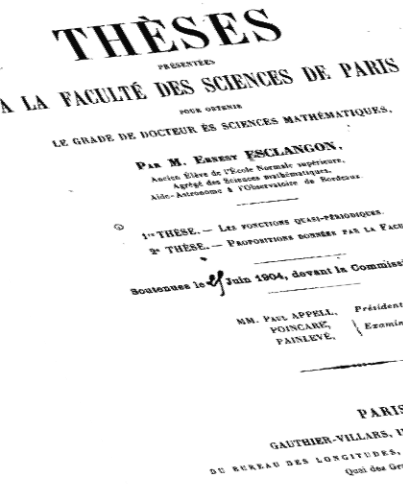 THÈSES
PRÉSENTÉES
A LA FACULTÉ DES SCIENCES DE PARIS
POUR OBTENIR
LE GRADE DE DOCTEUR ÈS SCIENCES MATHÉMATIQUES,
PAR M. ERNEST ESCLANGON,
Ancien Élève de l'École Normale supérieure,
Agrégé des Sciences mathématiques,
Aide-Astronome à l'Observatoire de Bordeaux.
1re THÈSE. — LES FONCTIONS QUASI-PÉRIODIQUES.
2e THÈSE. — PROPOSITIONS DONNÉES PAR LA FACU
Soutenues le Juin 1904, devant la Commissi
MM. PAUL APPELL, Président
POINCARÉ, Examin
PAINLEVÉ,
PARIS
GAUTHIER-VILLARS,
DU BUREAU DES LONGITUDES,
Quai des Gr